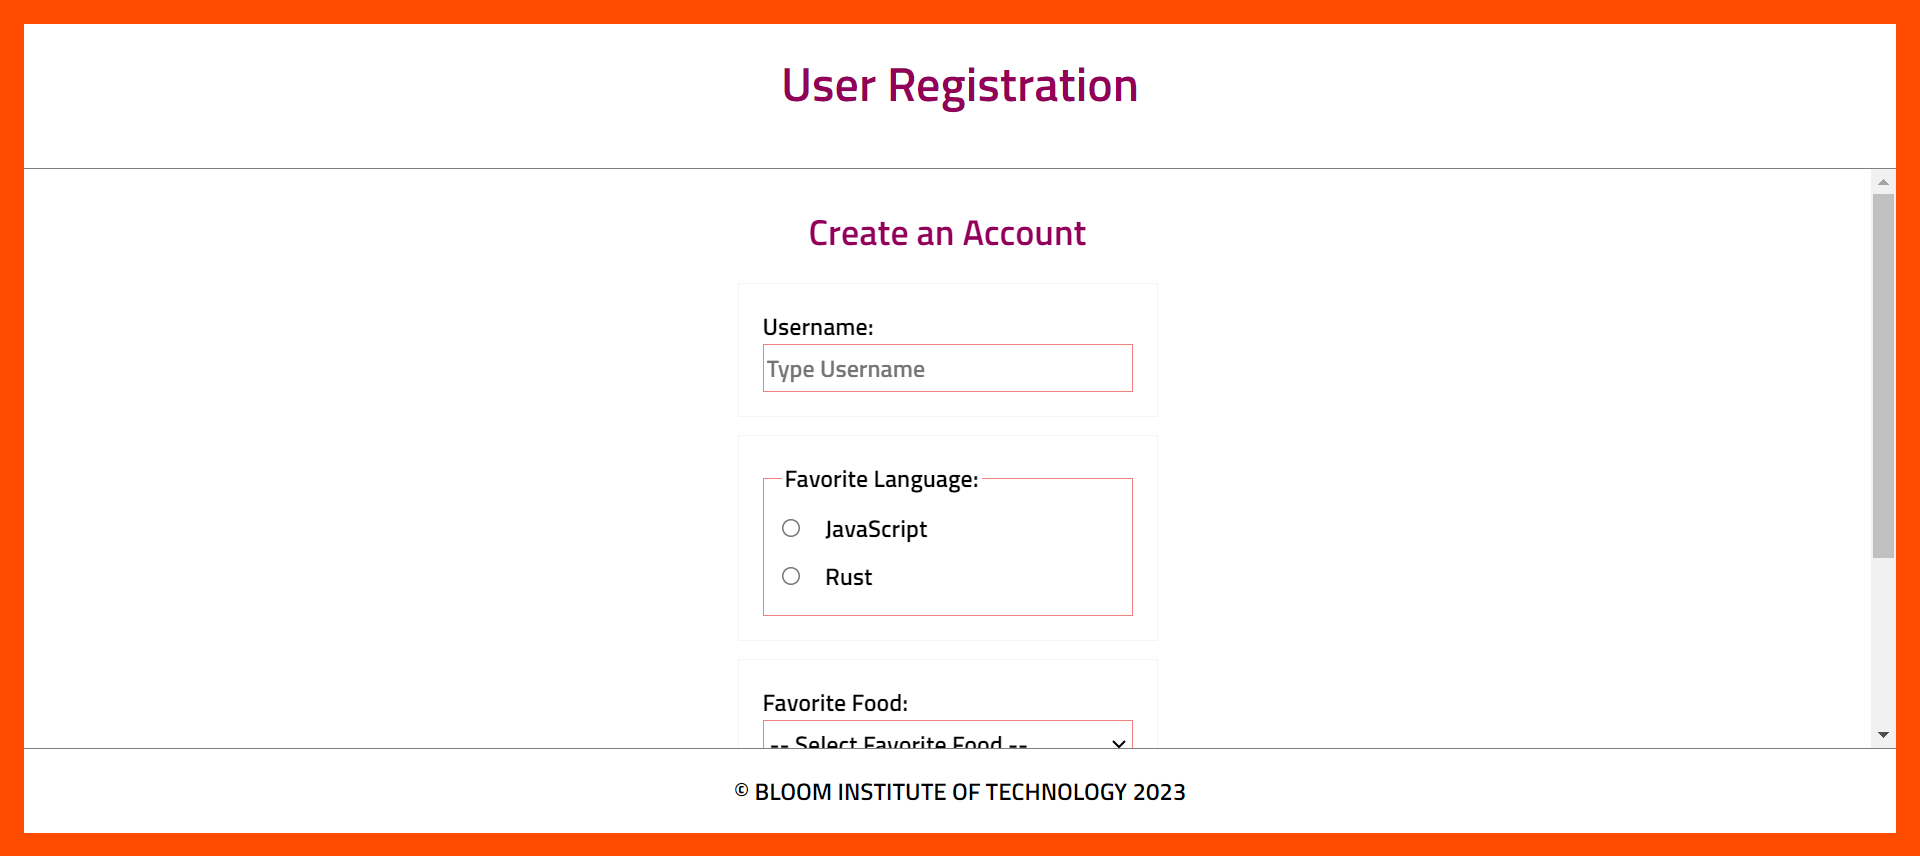 User Registration
Create an Account
Username:
Type Username
Favorite Language:
JavaScript
Rust
Favorite Food:
-- Select Favorite Food --
© BLOOM INSTITUTE OF TECHNOLOGY 2023